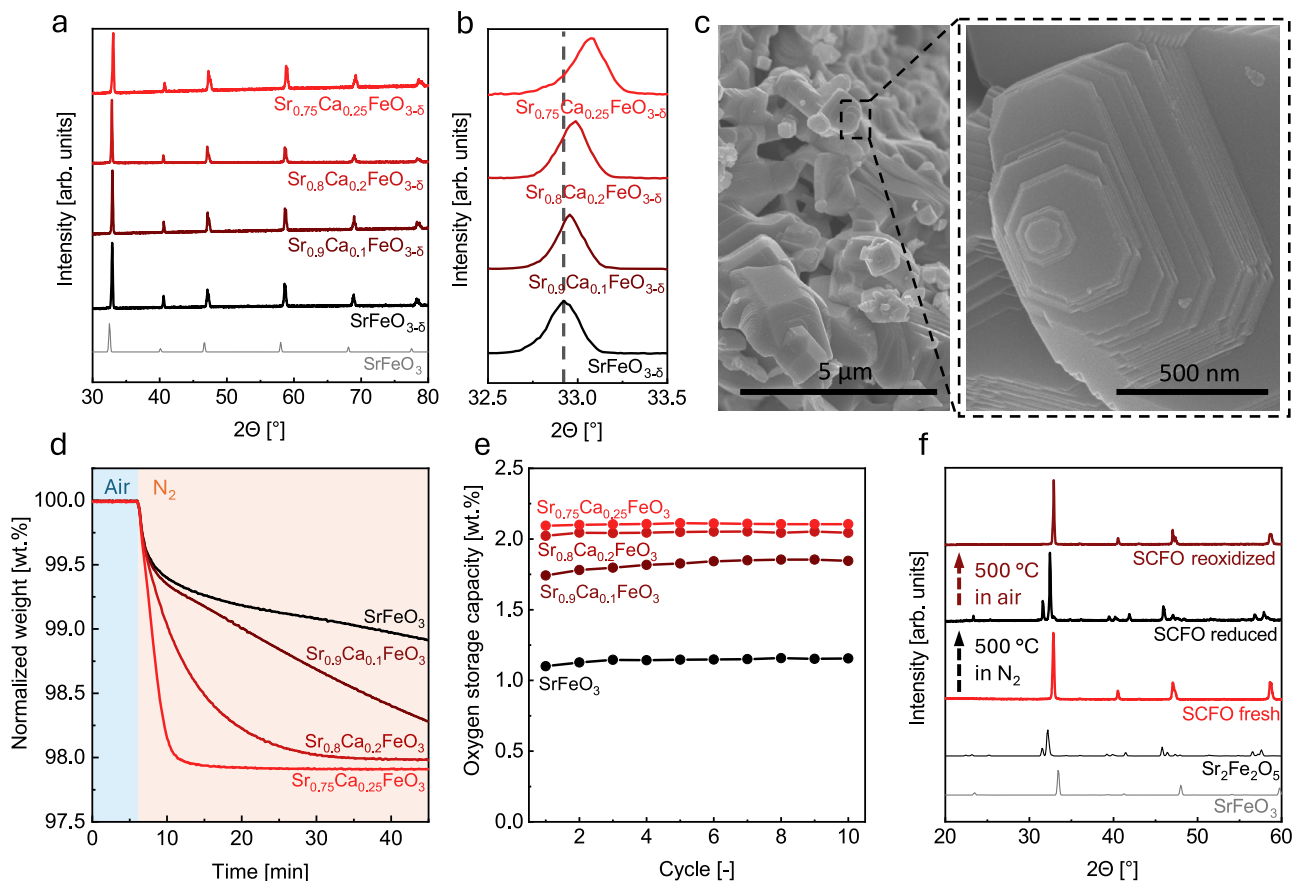 a
Intensity [arb. units]
Sr0.75Ca0.25FeO3-δ
Sr0.8Ca0.2FeO3-δ
Sr0.9Ca0.1FeO3-δ
SrFeO3-δ
SrFeO3
30 40 50 60 70 80
2Θ [°]
b
Intensity [arb. units]
Sr0.75Ca0.25FeO3-δ
Sr0.8Ca0.2FeO3-δ
Sr0.9Ca0.1FeO3-δ
SrFeO3-δ
32.5 33.0 33.5
2Θ [°]
c
5 µm
500 nm
d
Normalized weight [wt.%]
Air N2
100.0
99.5
99.0
98.5
98.0
97.5
SrFeO3
Sr0.9Ca0.1FeO3
Sr0.8Ca0.2FeO3
Sr0.75Ca0.25FeO3
0 10 20 30 40
Time [min]
e
Oxygen storage capacity [wt.%]
2.5
2.0
1.5
1.0
0.5
0.0
Sr0.75Ca0.25FeO3
Sr0.8Ca0.2FeO3
Sr0.9Ca0.1FeO3
SrFeO3
2 4 6 8 10
Cycle [-]
f
Intensity [arb. units]
SCFO reoxidized
500 °C
in air
SCFO reduced
500 °C
in N2
SCFO fresh
Sr2Fe2O5
SrFeO3
20 30 40 50 60
2Θ [°]